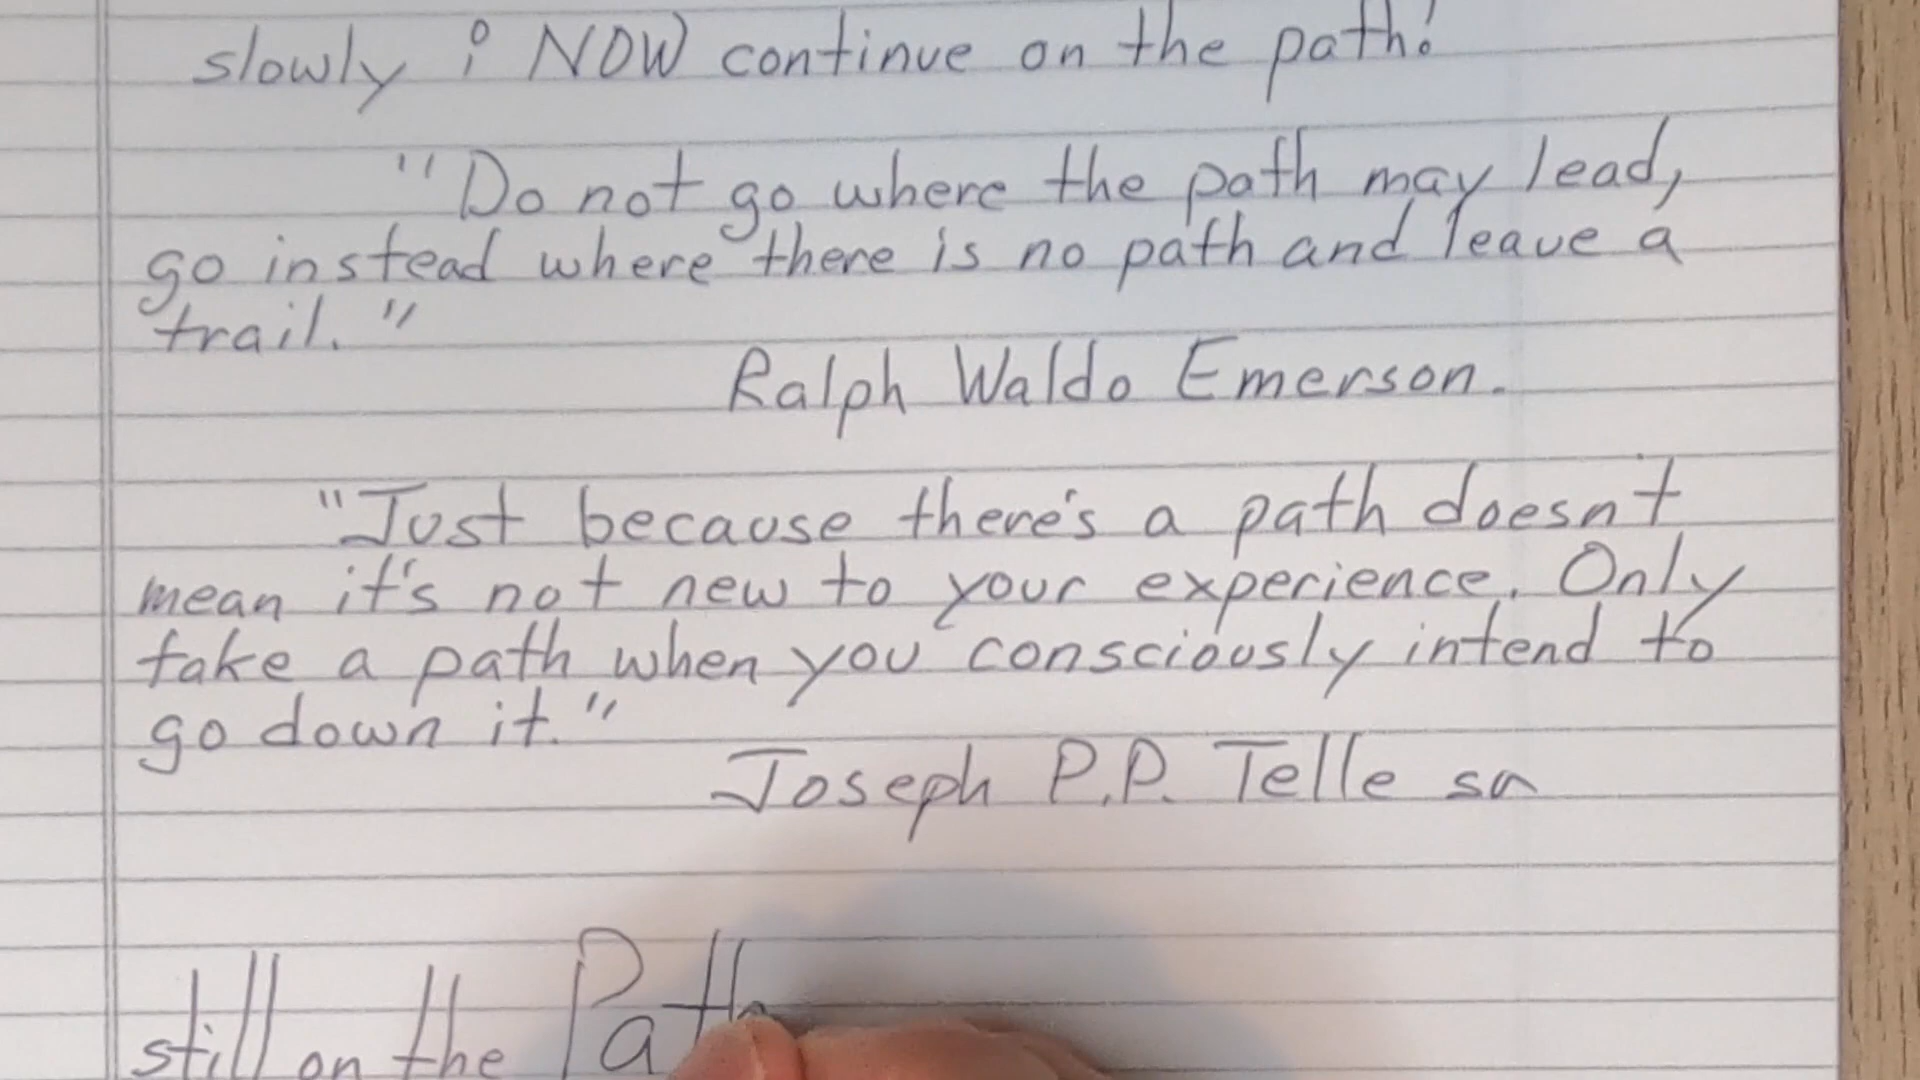 slowly ; NOW continue on the path!
"Do not go where the path may lead,
go instead where there is no path and leave a
trail."
Ralph Waldo Emerson.
"Just because there's a path doesn't
mean it's not new to your experience. Only
take a path when you consciously intend to
go down it."
Joseph P.P. Telle sr
still on the Path